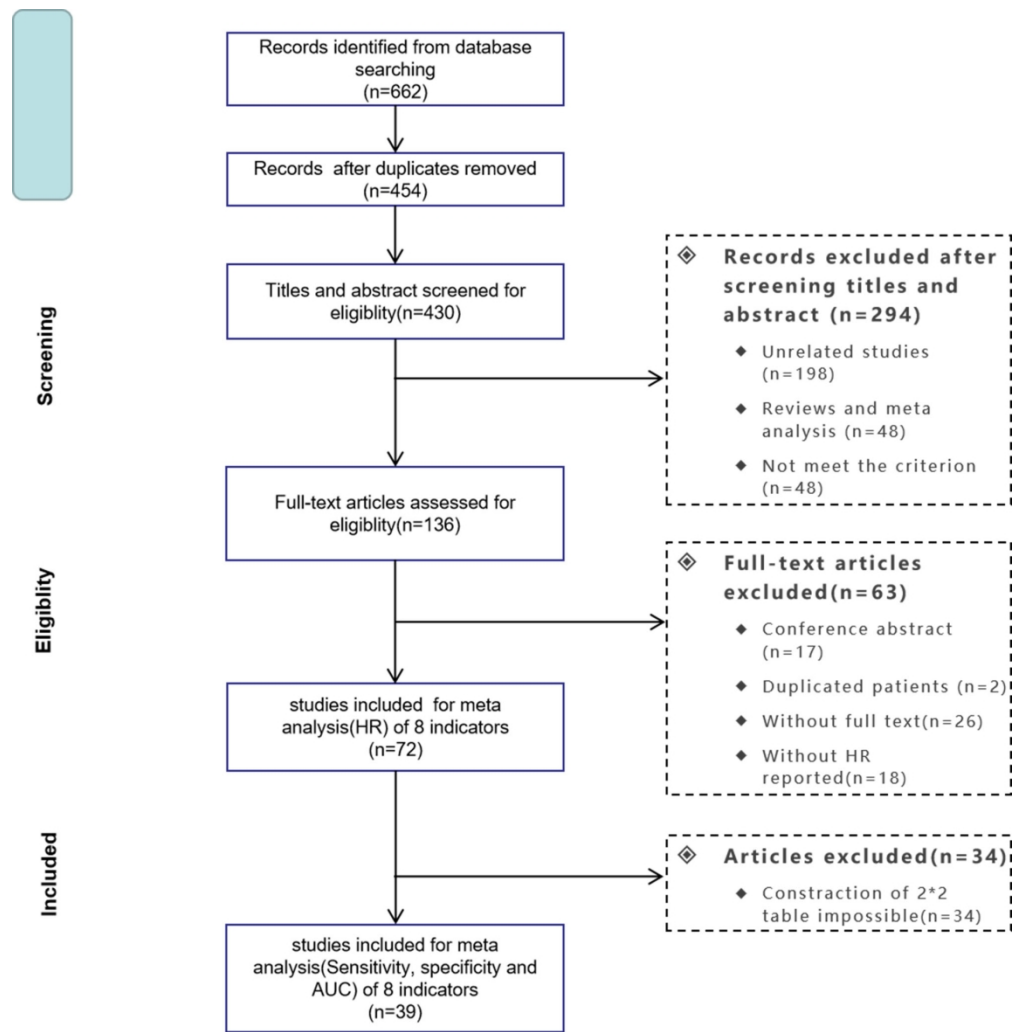 Records identified from database
searching
(n=662)
Records after duplicates removed
(n=454)
Titles and abstract screened for
eligiblity(n=430)
Records excluded after
screening titles and
abstract (n=294)
Unrelated studies
(n=198)
Reviews and meta
analysis (n=48)
Not meet the criterion
(n=48)
Screening
Full-text articles assessed for
eligiblity(n=136)
Full-text articles
excluded(n=63)
Conference abstract
(n=17)
Duplicated patients (n=2)
Without full text(n=26)
Without HR
reported(n=18)
Eligiblity
studies included for meta
analysis(HR) of 8 indicators
(n=72)
Articles excluded(n=34)
Constraction of 2*2
table impossible(n=34)
Included
studies included for meta
analysis(Sensitivity, specificity and
AUC) of 8 indicators
(n=39)